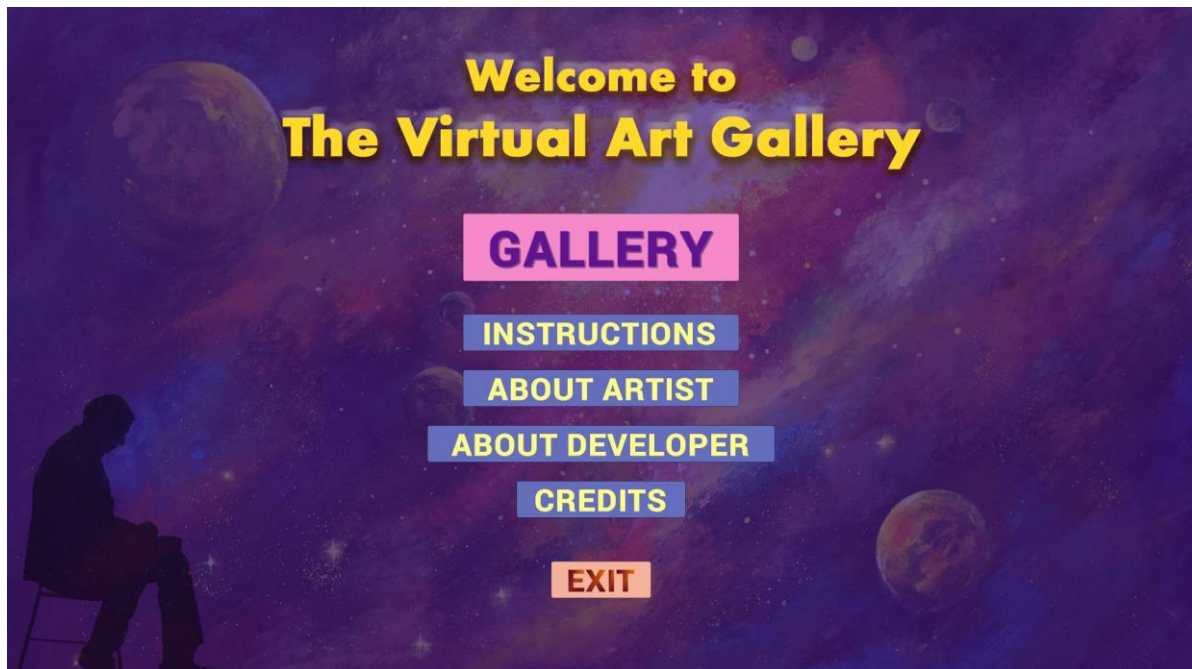 Welcome to
The Virtual Art Gallery
GALLERY
INSTRUCTIONS
ABOUT ARTIST
ABOUT DEVELOPER
CREDITS
EXIT